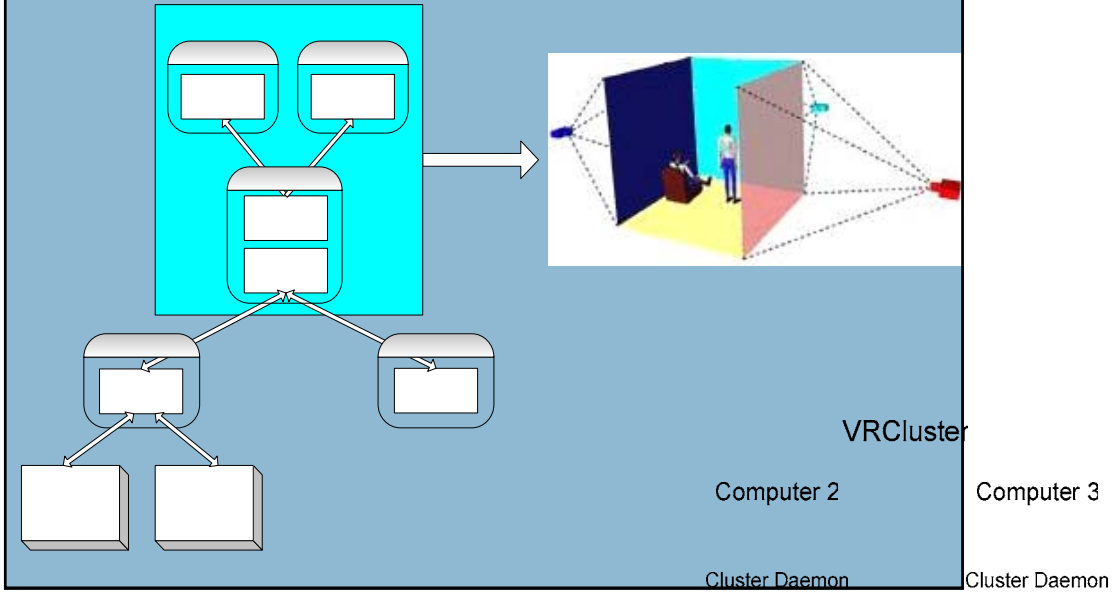 VRCluster
Computer 2
Computer 3
Cluster Daemon
Cluster Daemon